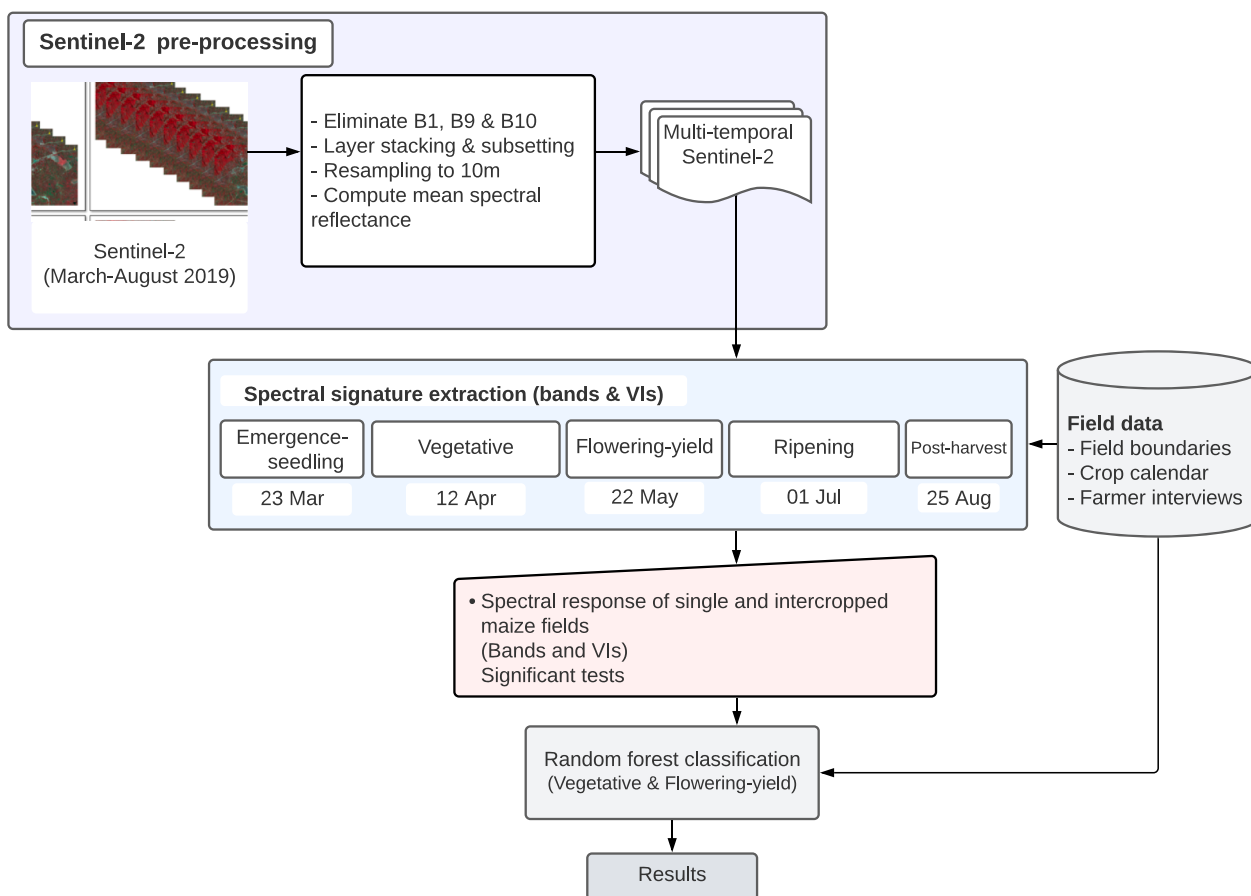 Sentinel-2  pre-processing
- Eliminate B1, B9 & B10
- Layer stacking & subsetting
- Resampling to 10m
- Compute mean spectral
reflectance
Multi-temporal
Sentinel-2
Sentinel-2
(March-August 2019)
Spectral signature extraction (bands & VIs)
Emergence-
seedling
Vegetative
Flowering-yield
Ripening
Post-harvest
23 Mar
12 Apr
22 May
01 Jul
25 Aug
Field data
- Field boundaries
- Crop calendar
- Farmer interviews
• Spectral response of single and intercropped
maize fields
(Bands and VIs)
Significant tests
Random forest classification
(Vegetative & Flowering-yield)
Results